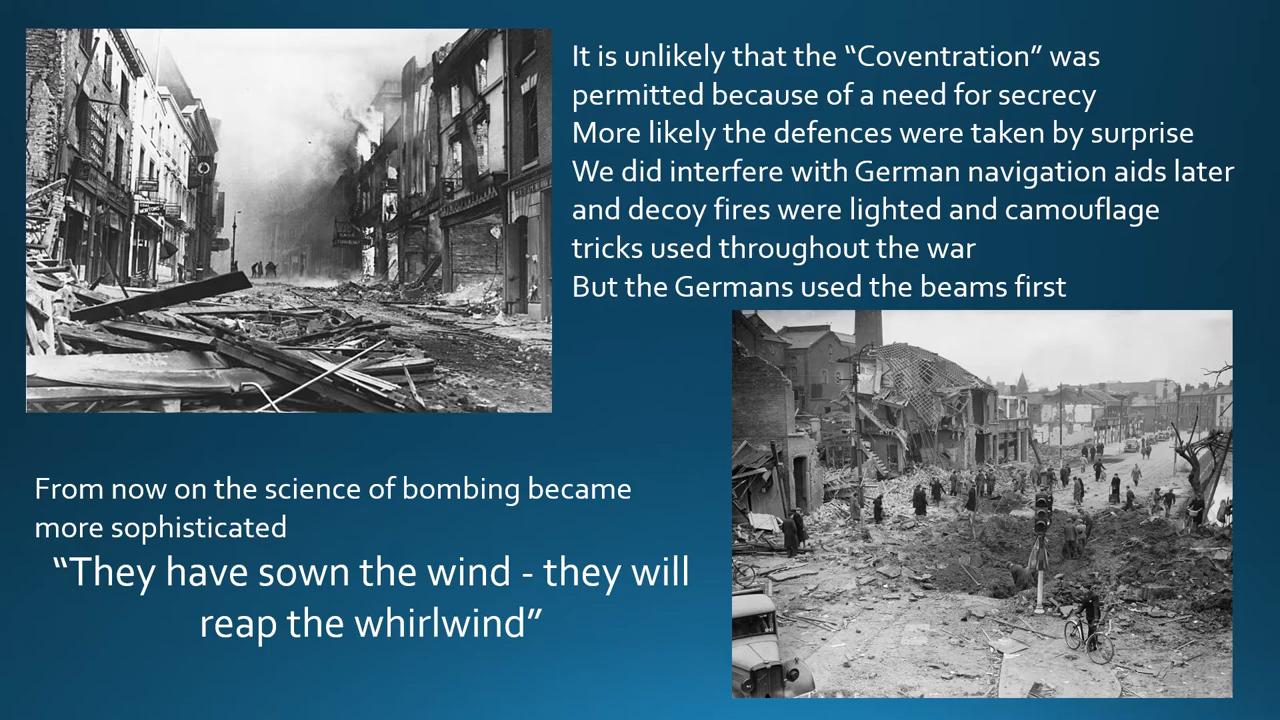 It is unlikely that the “Coventration” was
permitted because of a need for secrecy
More likely the defences were taken by surprise
We did interfere with German navigation aids later
and decoy fires were lighted and camouflage
tricks used throughout the war
But the Germans used the beams first
From now on the science of bombing became
more sophisticated
“They have sown the wind - they will
reap the whirlwind”